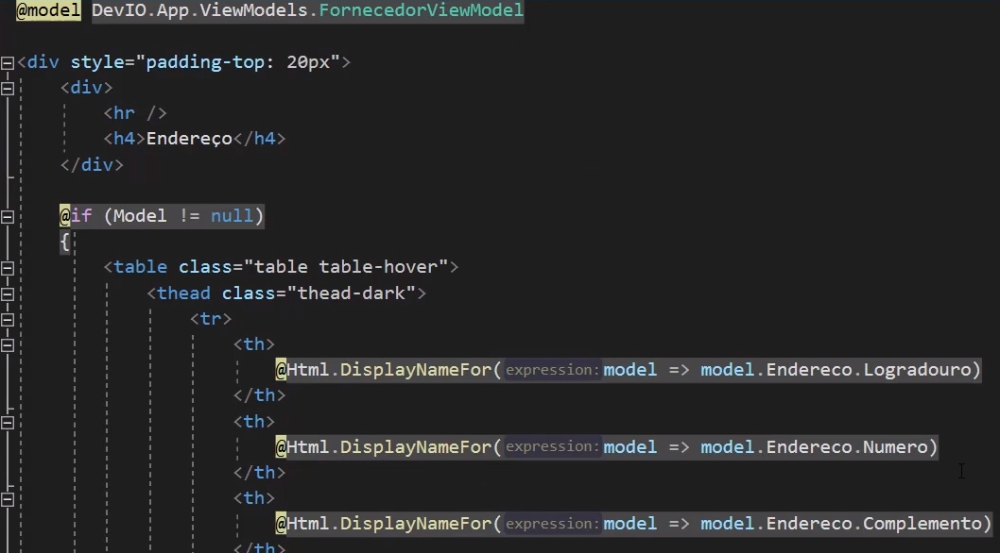 @model DevIO.App.ViewModels.FornecedorViewModel
<div style="padding-top: 20px">
<div>
<hr />
<h4>Endereço</h4>
</div>
@if (Model != null)
{
<table class="table table-hover">
<thead class="thead-dark">
<tr>
<th>
@Html.DisplayNameFor(expression: model => model.Endereco.Logradouro)
</th>
<th>
@Html.DisplayNameFor(expression: model => model.Endereco.Numero)
</th>
<th>
@Html.DisplayNameFor(expression: model => model.Endereco.Complemento)
</th>